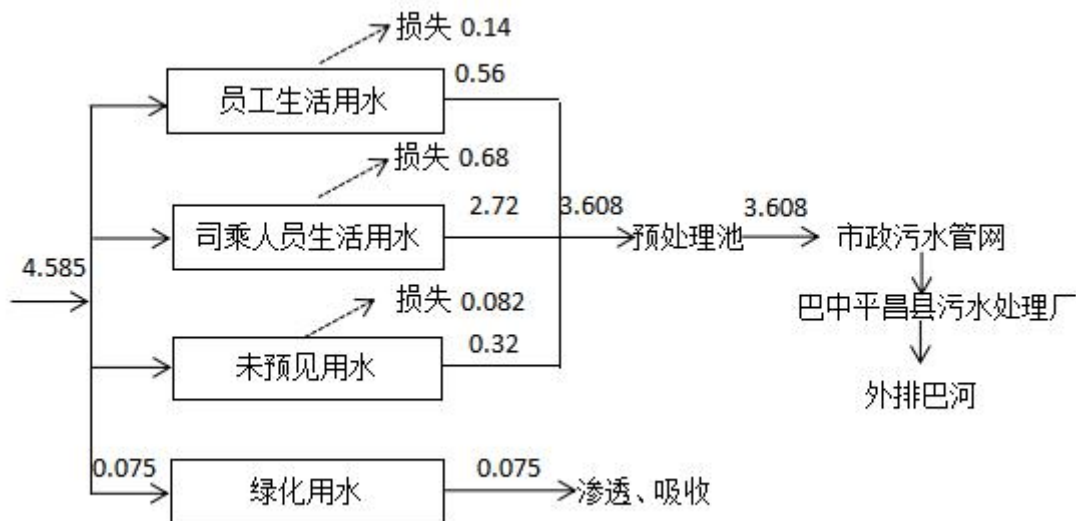 损失 0.14
员工生活用水
0.56
损失 0.68
司乘人员生活用水
2.72
3.608
预处理池
3.608
市政污水管网
4.585
损失 0.082
未预见用水
0.32
巴中平昌县污水处理厂
外排巴河
0.075
绿化用水
0.075
渗透、吸收